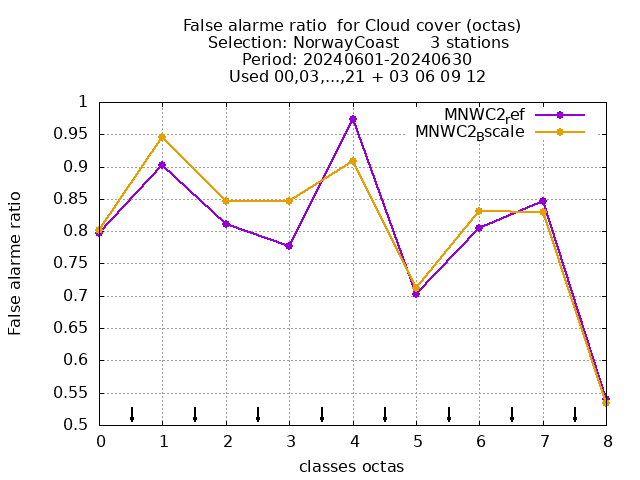 False alarme ratio  for Cloud cover (octas)
Selection: NorwayCoast      3 stations
Period: 20240601-20240630
Used 00,03,...,21 + 03 06 09 12
MNWC2ref
MNWC2Bscale
1
0.95
0.9
0.85
0.8
0.75
0.7
0.65
0.6
0.55
0.5
False alarme ratio
0 1 2 3 4 5 6 7 8
classes octas